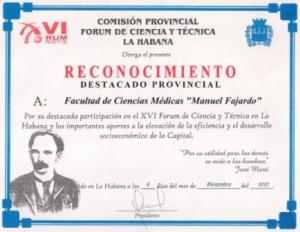 XVI
FORUM
COMISIÓN PROVINCIAL
FORUM DE CIENCIA Y TÉCNICA
LA HABANA
Otorga el presente
RECONOCIMIENTO
DESTACADO PROVINCIAL
A: Facultad de Ciencias Médicas "Manuel Fajardo"
Por su destacada participación en el XVI Forum de Ciencia y Técnica en La
Habana y los importantes aportes a la elevación de la eficiencia y el desarrollo
socioeconómico de la Capital.
"Por su utilidad para los demás
se mide a los hombres"
José Martí
Dado en La Habana a los días del mes de Diciembre del
Presidente